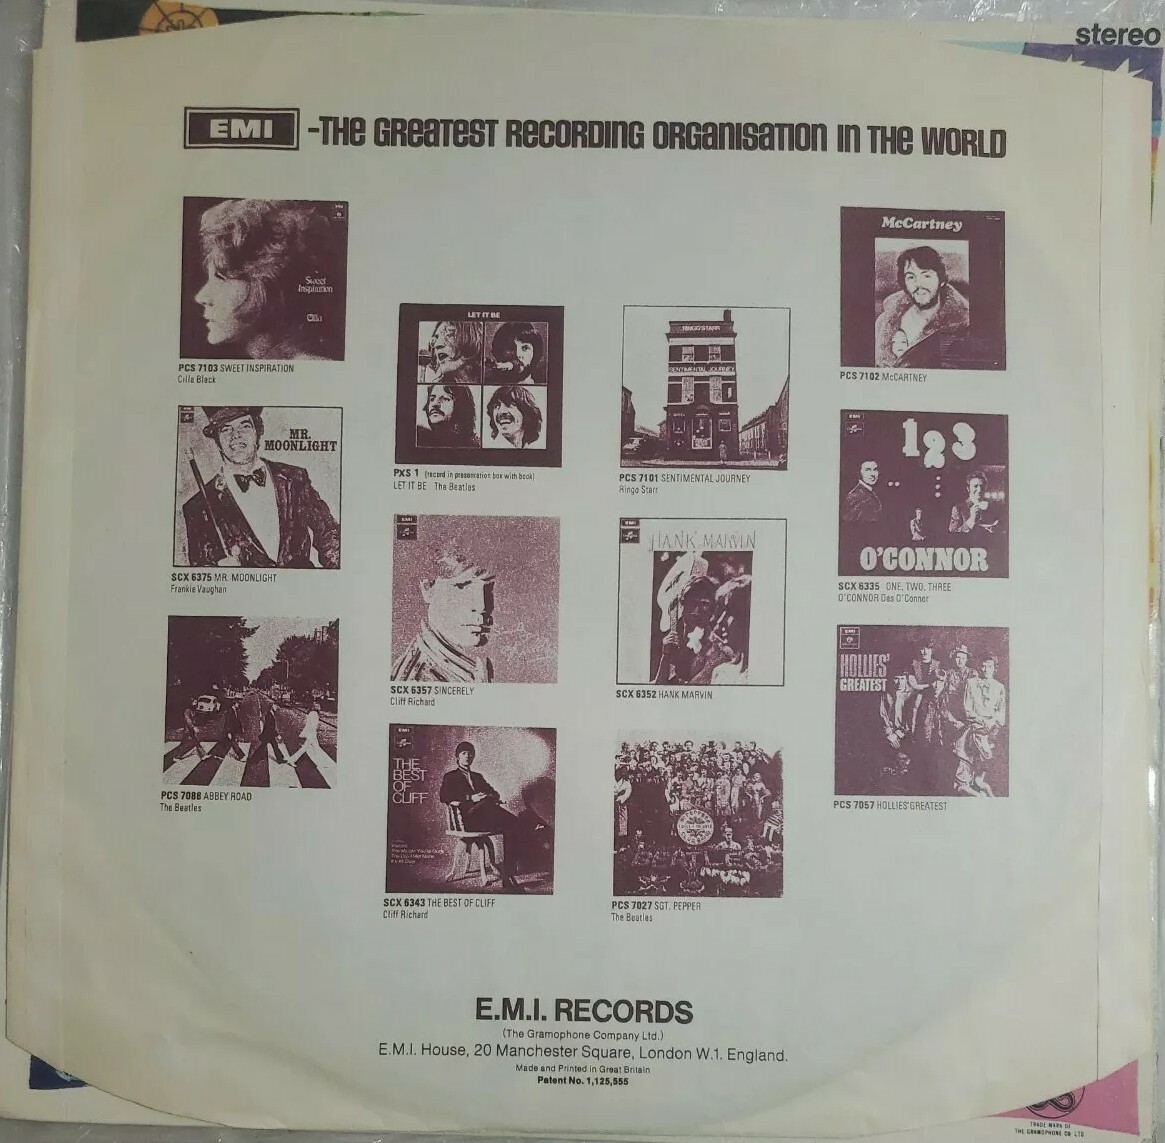 stereo
EMI -THE GREATEST RECORDING ORGANISATION IN THE WORLD
Sweet
Inspiration
Cilla
PCS 7103 SWEET INSPIRATION
Cilla Black
LET IT BE
PXS 1 (record in presentation box with book)
LET IT BE The Beatles
RINGO STARR
SENTIMENTAL JOURNEY
PCS 7101 SENTIMENTAL JOURNEY
Ringo Starr
McCartney
PCS 7102 McCARTNEY
MR.
MOONLIGHT
SCX 6375 MR. MOONLIGHT
Frankie Vaughan
EMI
SCX 6357 SINCERELY
Cliff Richard
EMI
HANK MARVIN
SCX 6352 HANK MARVIN
EMI
1 2 3
O'CONNOR
SCX 6335 ONE, TWO, THREE
O'CONNOR Des O'Connor
PCS 7088 ABBEY ROAD
The Beatles
EMI
THE
BEST
OF
CLIFF
SCX 6343 THE BEST OF CLIFF
Cliff Richard
BEATLES
PCS 7027 SGT. PEPPER
The Beatles
EMI
HOLLIES'
GREATEST
PCS 7057 HOLLIES' GREATEST
E.M.I. RECORDS
(The Gramophone Company Ltd.)
E.M.I. House, 20 Manchester Square, London W.1. England.
Made and Printed in Great Britain
Patent No. 1,125,555
TRADE MARK OF
THE GRAMOPHONE CO LTD